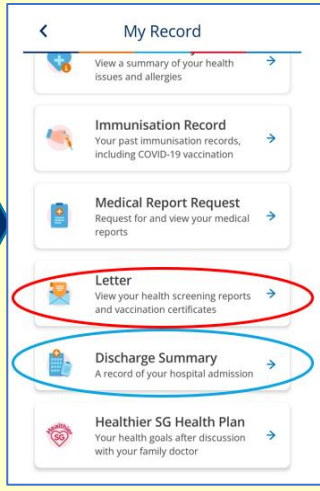 My Record
View a summary of your health
issues and allergies
Immunisation Record
Your past immunisation records,
including COVID-19 vaccination
Medical Report Request
Request for and view your medical
reports
Letter
View your health screening reports
and vaccination certificates
Discharge Summary
A record of your hospital admission
Healthier SG Health Plan
Healthier
SG
Your health goals after discussion
with your family doctor